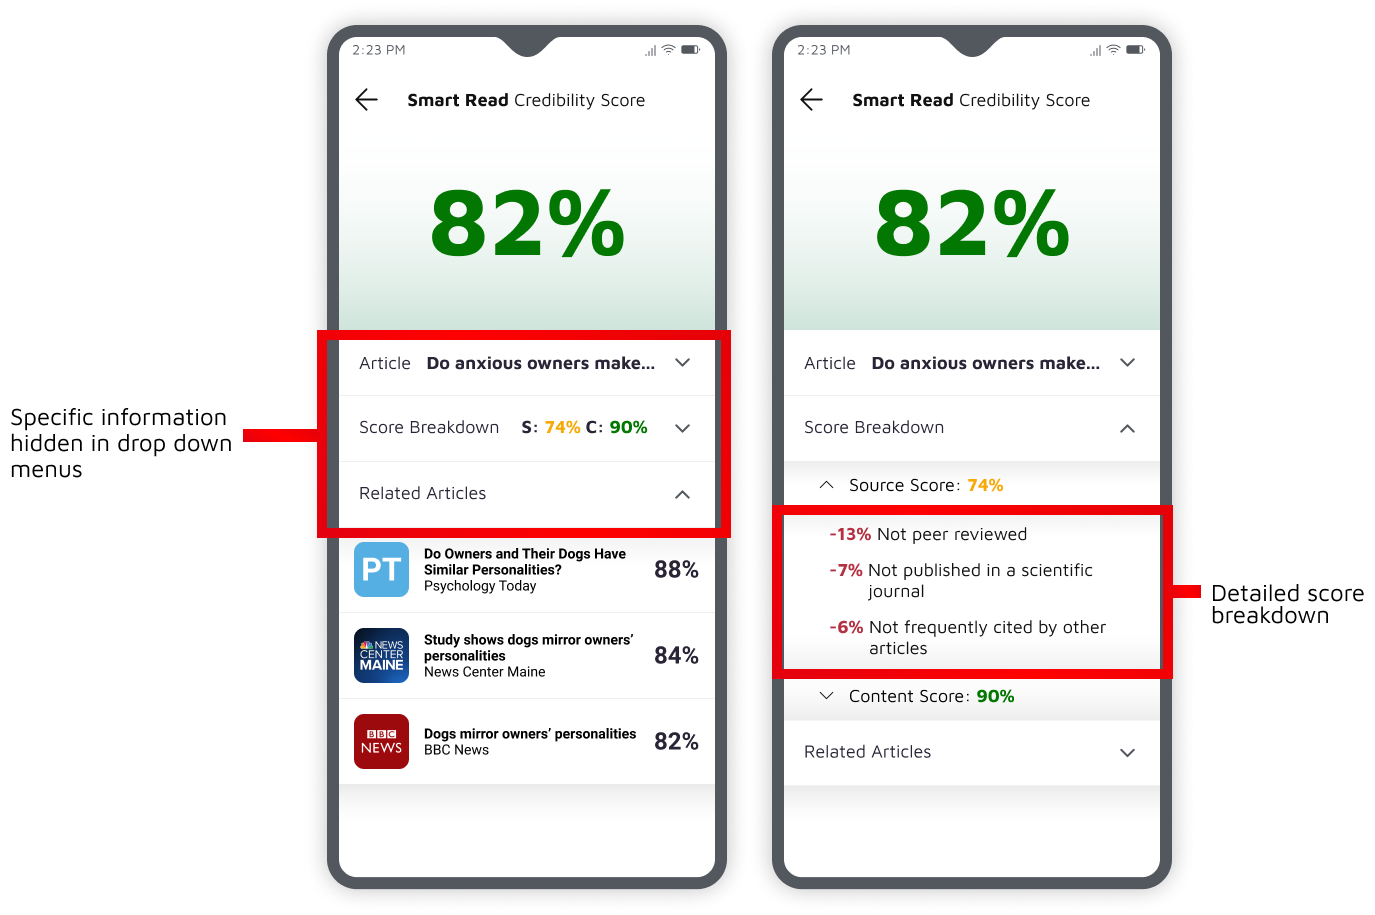 Specific information
hidden in drop down
menus
2:23 PM
Smart Read Credibility Score
82%
Article Do anxious owners make...
Score Breakdown S: 74% C: 90%
Related Articles
PT
Do Owners and Their Dogs Have
Similar Personalities?
Psychology Today
88%
NEWS
CENTER
MAINE
Study shows dogs mirror owners’
personalities
News Center Maine
84%
BBC
NEWS
Dogs mirror owners’ personalities
BBC News
82%
2:23 PM
Smart Read Credibility Score
82%
Article Do anxious owners make...
Score Breakdown
Source Score: 74%
-13% Not peer reviewed
-7% Not published in a scientific
journal
-6% Not frequently cited by other
articles
Content Score: 90%
Related Articles
Detailed score
breakdown